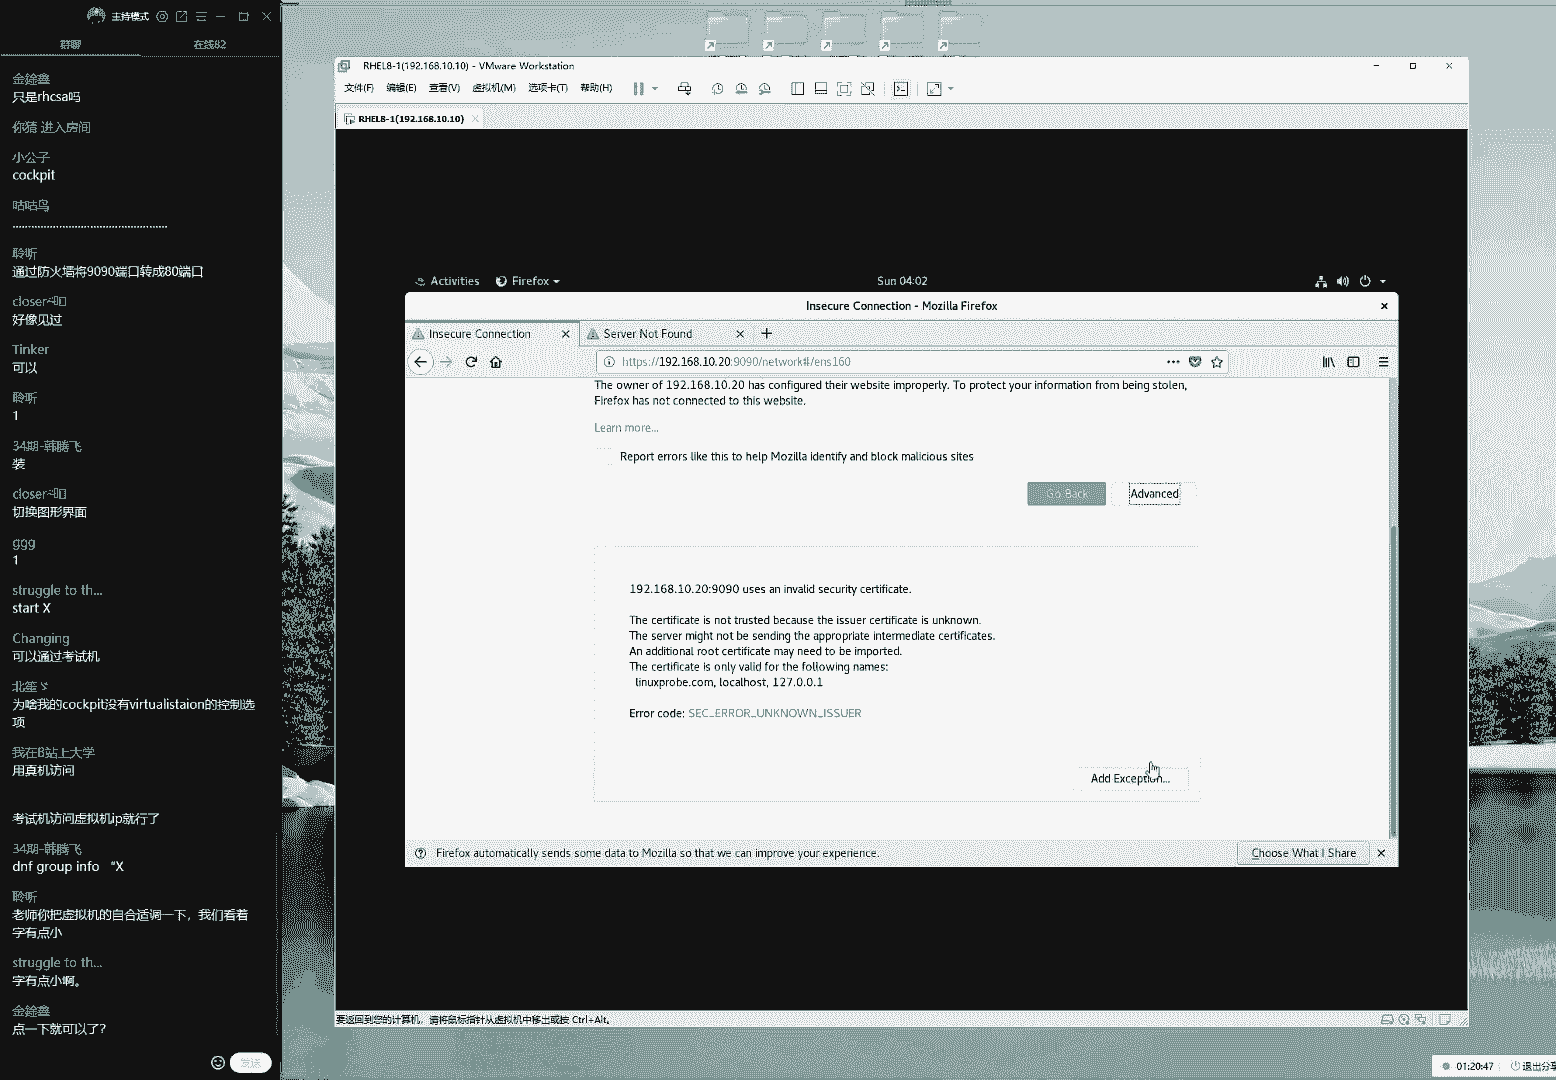 主持模式
群聊
在线82
金鎗鑫
只是rhcsa吗
你猪 进入房间
小公子
cockpit
咕咕鸟
聆听
通过防火墙将9090端口转成80端口
好像见过
Tinker
可以
聆听
1
34期-韩腾飞
装
切换图形界面
ggg
1
struggle to th...
start X
Changing
可以通过考试机
为啥我的cockpit没有virtualistaion的控制选
项
我在B站上大学
用真机访问
考试机访问虚拟机ip就行了
34期-韩腾飞
dnf group info "X
聆听
老师你把虚拟机的自合适调一下，我们看着
字有点小
struggle to th...
字有点小啊。
点一下就可以了?
发送
RHEL8-1(192.168.10.10) - VMware Workstation
文件(F) 编辑(E) 查看(V) 虚拟机(M) 选项卡(T) 帮助(H)
RHEL8-1(192.168.10.10)
Activities Firefox Sun 04:02
Insecure Connection - Mozilla Firefox
Insecure Connection Server Not Found
https://192.168.10.20:9090/network#/ens160
The owner of 192.168.10.20 has configured their website improperly. To protect your information from being stolen,
Firefox has not connected to this website.
Learn more...
Report errors like this to help Mozilla identify and block malicious sites
Go Back Advanced
192.168.10.20:9090 uses an invalid security certificate.
The certificate is not trusted because the issuer certificate is unknown.
The server might not be sending the appropriate intermediate certificates.
An additional root certificate may need to be imported.
The certificate is only valid for the following names:
linuxprobe.com, localhost, 127.0.0.1
Error code: SEC_ERROR_UNKNOWN_ISSUER
Add Exception...
Firefox automatically sends some data to Mozilla so that we can improve your experience.
Choose What I Share
要返回到您的计算机，请将鼠标指针从虚拟机中移出或按 Ctrl+Alt。
01:20:47 退出分享